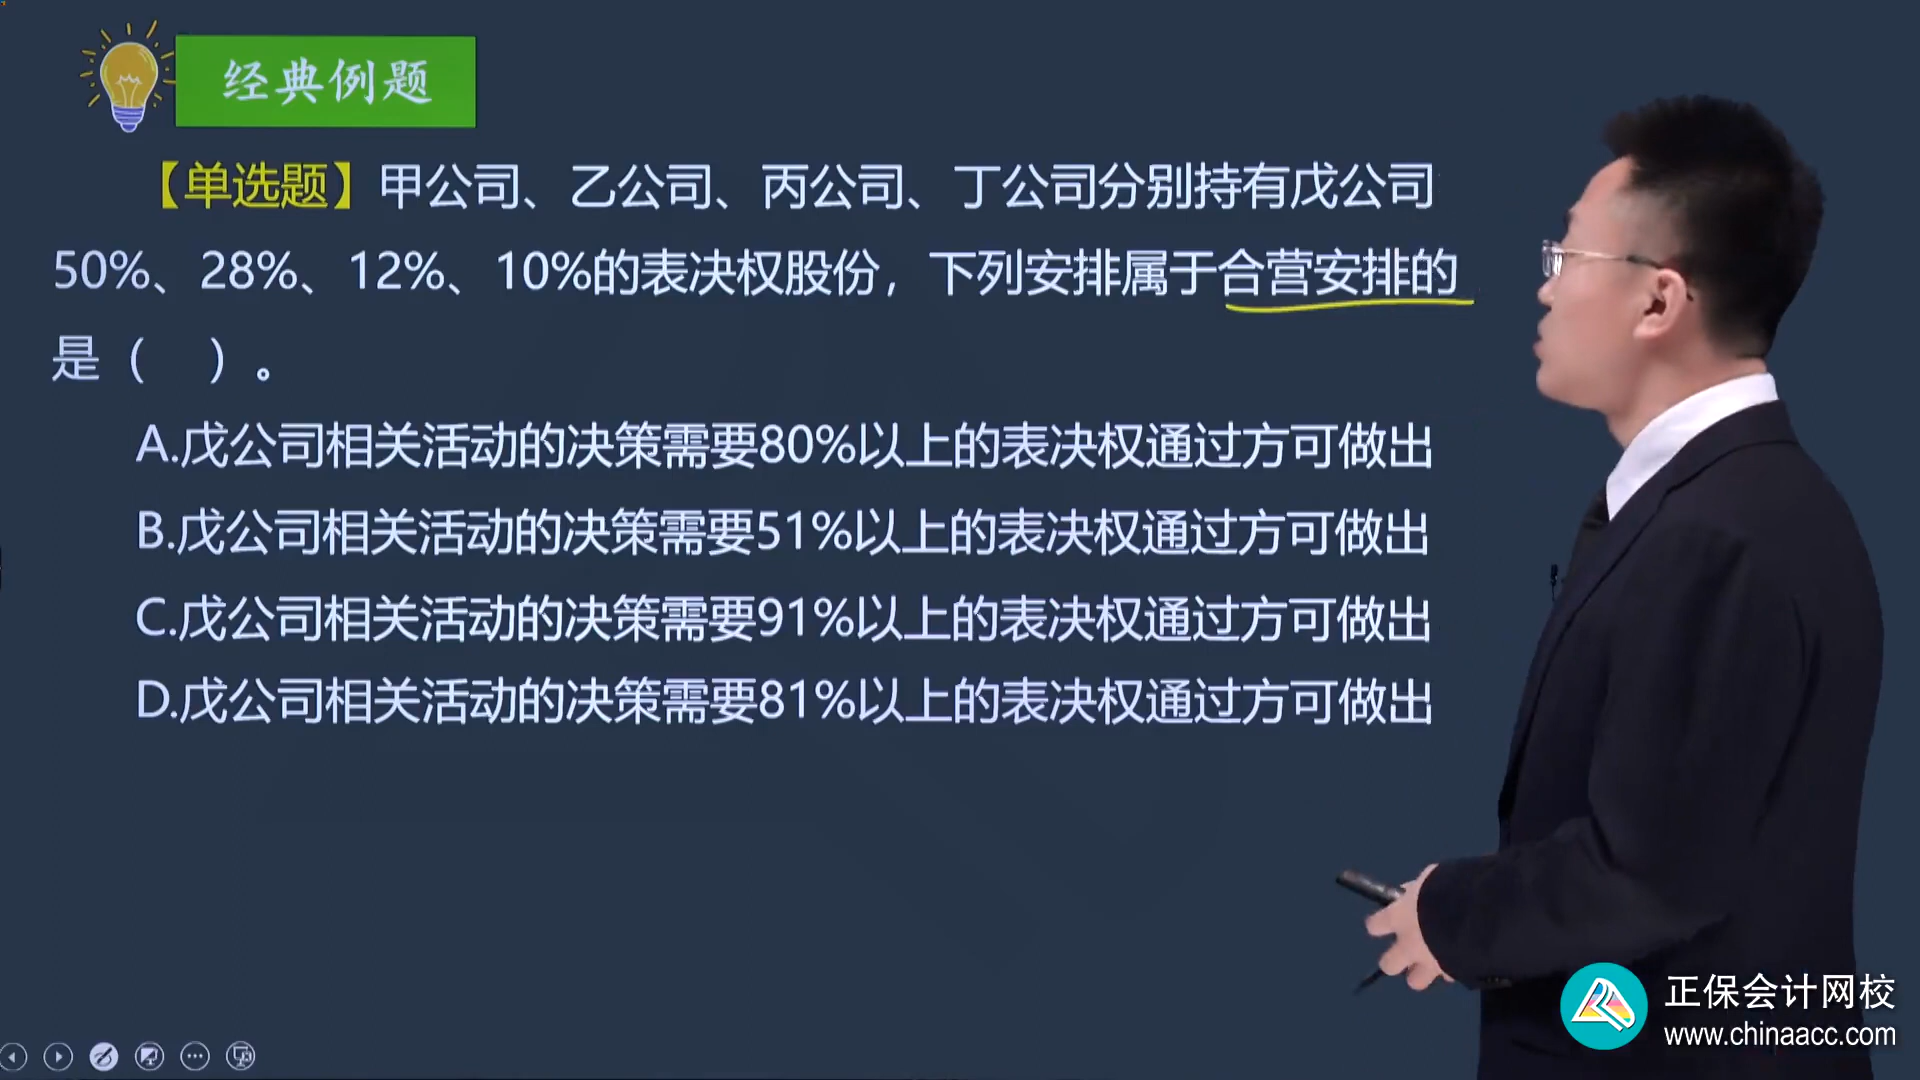 经典例题
【单选题】甲公司、乙公司、丙公司、丁公司分别持有戊公司
50%、28%、12%、10%的表决权股份，下列安排属于合营安排的
是（　）。
A.戊公司相关活动的决策需要80%以上的表决权通过方可做出
B.戊公司相关活动的决策需要51%以上的表决权通过方可做出
C.戊公司相关活动的决策需要91%以上的表决权通过方可做出
D.戊公司相关活动的决策需要81%以上的表决权通过方可做出
正保会计网校
www.chinaacc.com